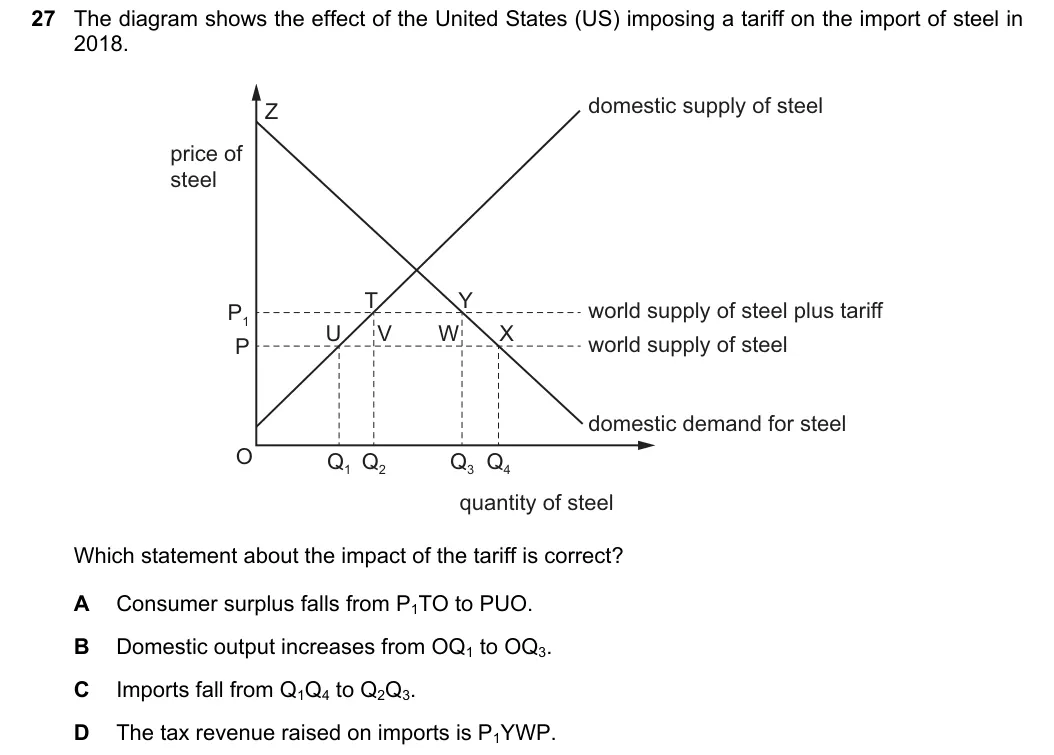 27 The diagram shows the effect of the United States (US) imposing a tariff on the import of steel in
2018.
Z
domestic supply of steel
price of
steel
T
Y
P₁
world supply of steel plus tariff
U
V
W
X
P
world supply of steel
domestic demand for steel
O
Q₁ Q₂ Q₃ Q₄
quantity of steel
Which statement about the impact of the tariff is correct?
A Consumer surplus falls from P₁TO to PUO.
B Domestic output increases from OQ₁ to OQ₃.
C Imports fall from Q₁Q₄ to Q₂Q₃.
D The tax revenue raised on imports is P₁YWP.